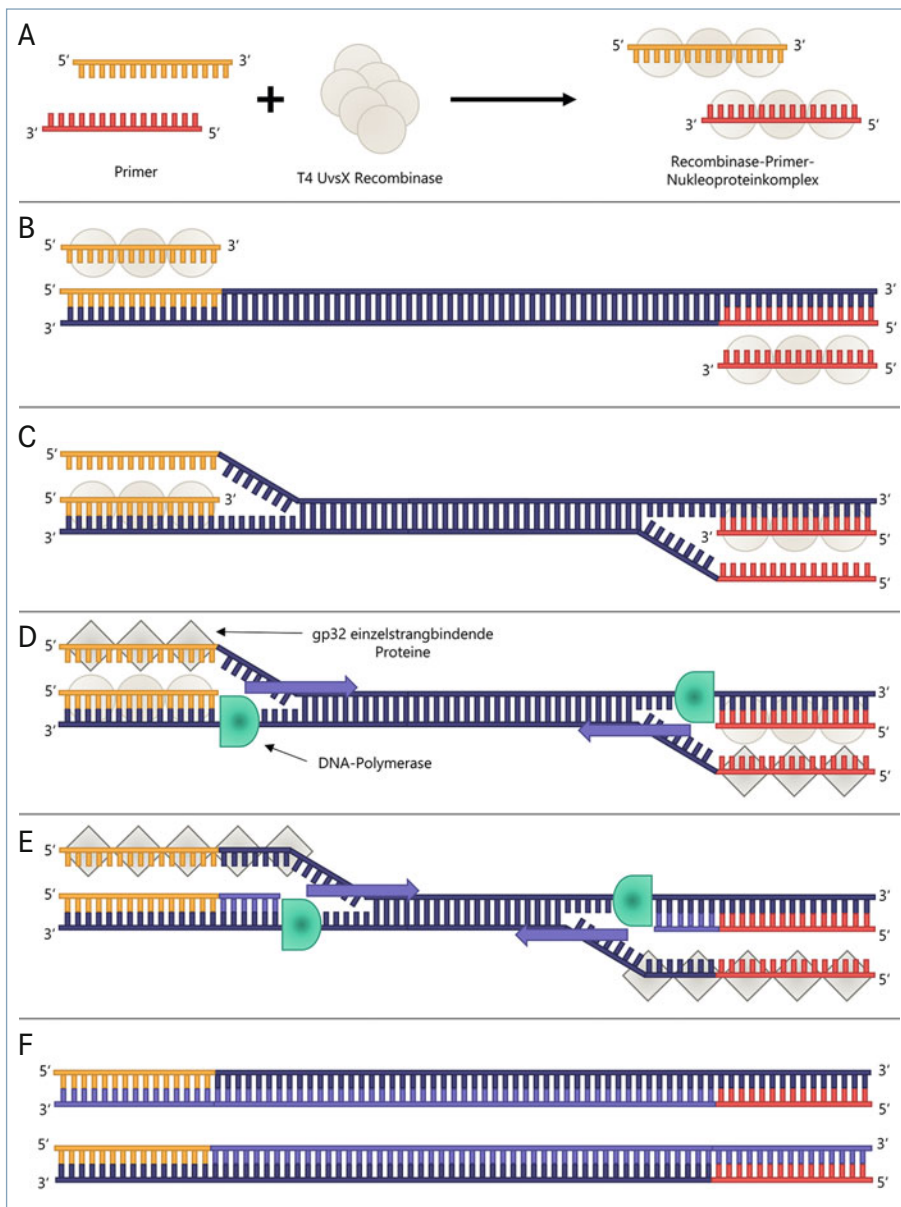 A
5′ 3′
3′ 5′
Primer
T4 UvsX Recombinase
5′ 3′
3′ 5′
Recombinase-Primer-
Nukleoproteinkomplex
B
5′ 3′
5′ 3′
3′ 5′
3′ 5′
C
5′
5′ 3′ 3′
3′ 3′ 5′
5′
D
gp32 einzelstrangbindende
Proteine
5′
5′ 3′
3′ 5′
DNA-Polymerase
5′
E
5′
5′ 3′
3′ 5′
5′
F
5′ 3′
3′ 5′
5′ 3′
3′ 5′